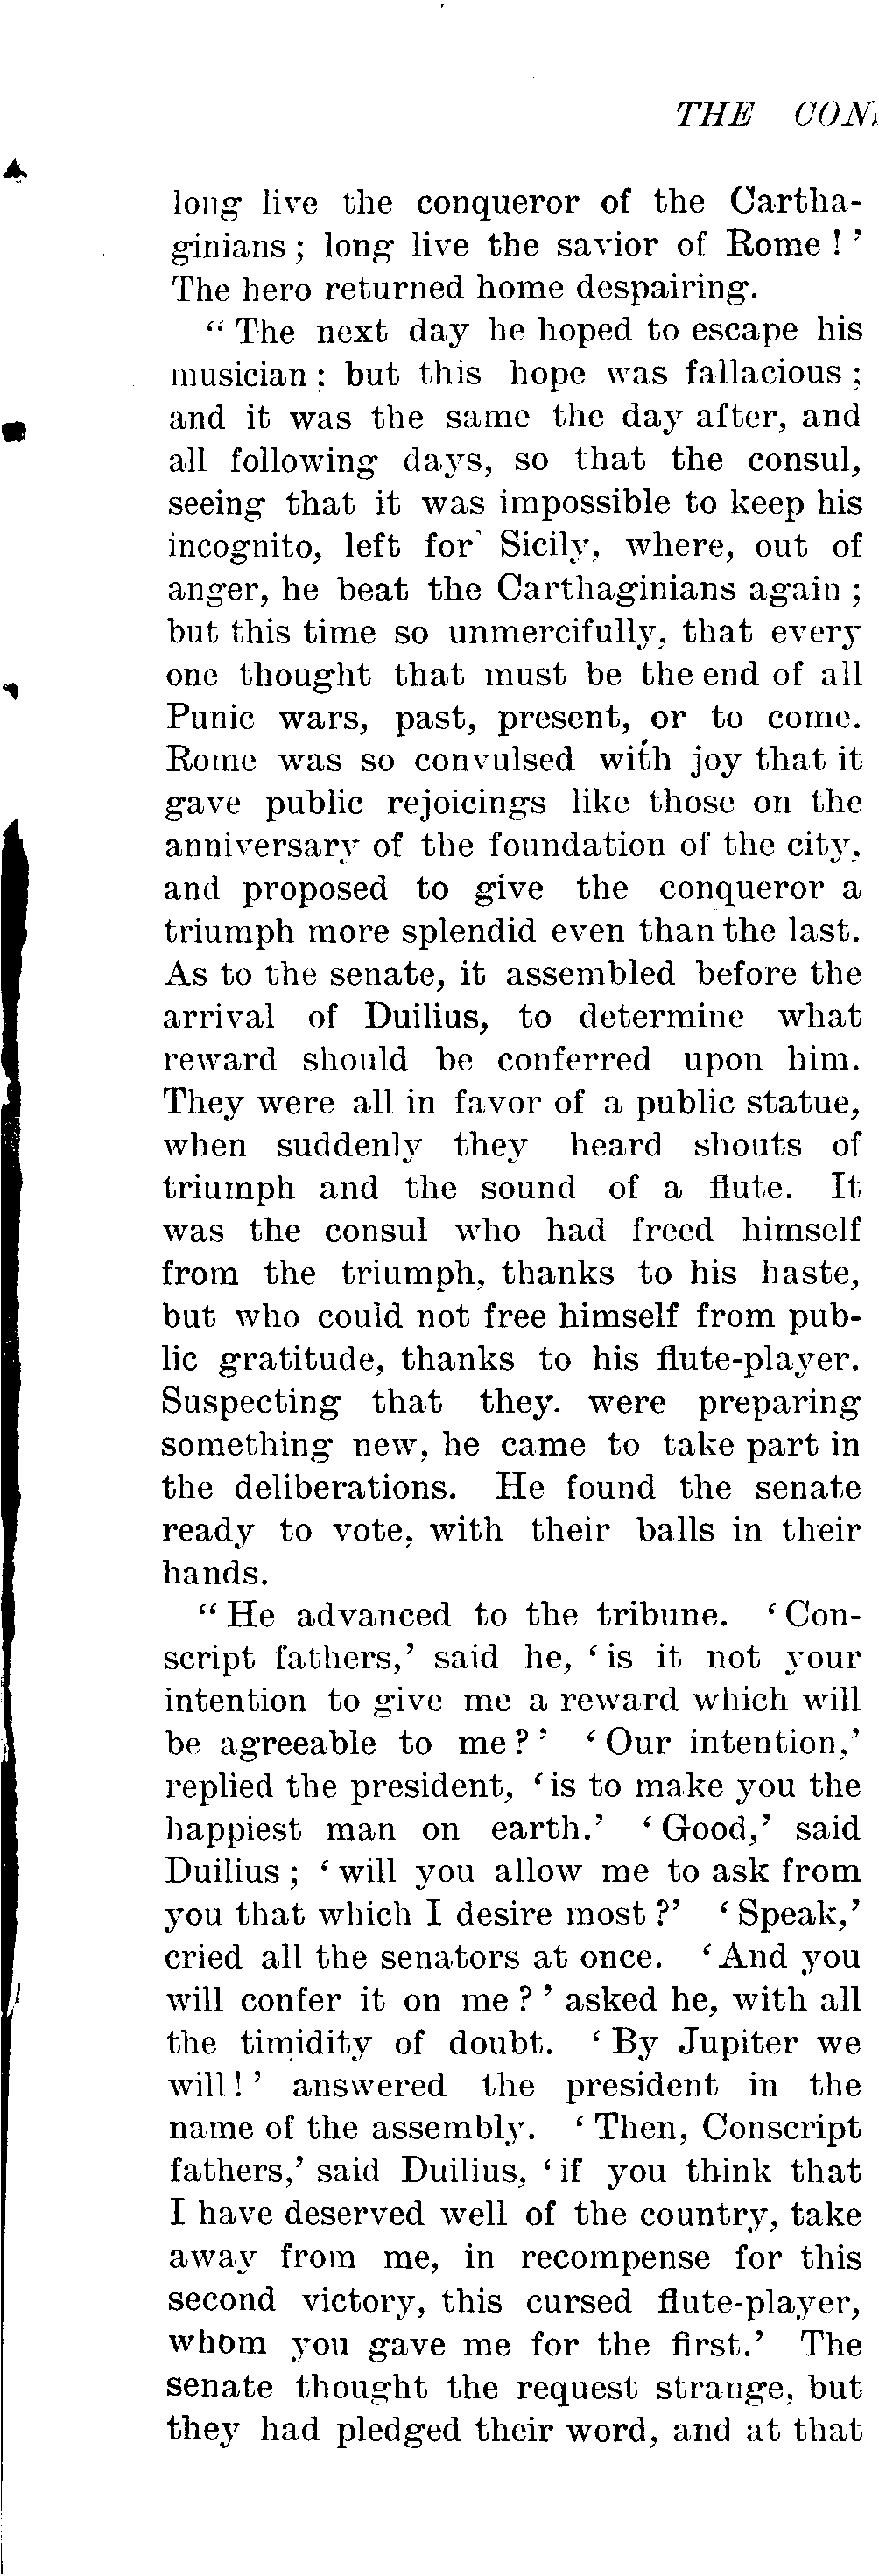 THE CON
long live the conqueror of the Cartha-
ginians ; long live the savior of Rome ! ’
The hero returned home despairing.
“ The next day he hoped to escape his
musician ; but this hope was fallacious ;
and it was the same the day after, and
all following days, so that the consul,
seeing that it was impossible to keep his
incognito, left for Sicily, where, out of
anger, he beat the Carthaginians again ;
but this time so unmercifully, that every
one thought that must be the end of all
Punic wars, past, present, or to come.
Rome was so convulsed with joy that it
gave public rejoicings like those on the
anniversary of the foundation of the city,
and proposed to give the conqueror a
triumph more splendid even than the last.
As to the senate, it assembled before the
arrival of Duilius, to determine what
reward should be conferred upon him.
They were all in favor of a public statue,
when suddenly they heard shouts of
triumph and the sound of a flute. It
was the consul who had freed himself
from the triumph, thanks to his haste,
but who could not free himself from pub-
lic gratitude, thanks to his flute-player.
Suspecting that they. were preparing
something new, he came to take part in
the deliberations. He found the senate
ready to vote, with their balls in their
hands.
“ He advanced to the tribune. ‘ Con-
script fathers,’ said he, ‘ is it not your
intention to give me a reward which will
be agreeable to me ? ’ ‘ Our intention,’
replied the president, ‘ is to make you the
happiest man on earth.’ ‘ Good,’ said
Duilius ; ‘ will you allow me to ask from
you that which I desire most ?’ ‘ Speak,’
cried all the senators at once. ‘ And you
will confer it on me ? ’ asked he, with all
the timidity of doubt. ‘ By Jupiter we
will ! ’ answered the president in the
name of the assembly. ‘ Then, Conscript
fathers,’ said Duilius, ‘ if you think that
I have deserved well of the country, take
away from me, in recompense for this
second victory, this cursed flute-player,
whom you gave me for the first.’ The
senate thought the request strange, but
they had pledged their word, and at that